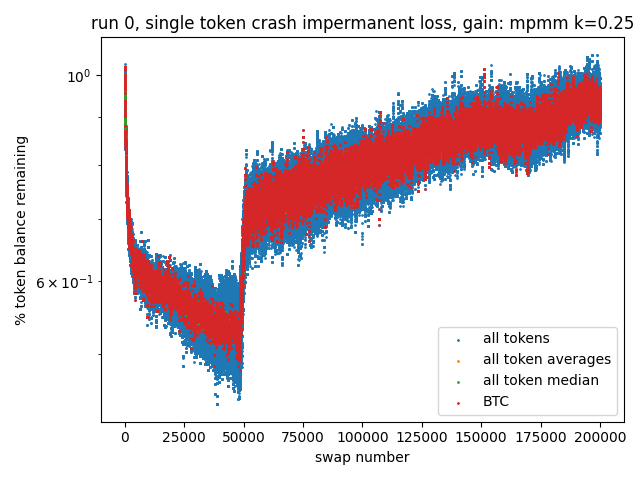 run 0, single token crash impermanent loss, gain: mpmm k=0.25
% token balance remaining
10⁰
6 × 10⁻¹
all tokens
all token averages
all token median
BTC
0 25000 50000 75000 100000 125000 150000 175000 200000
swap number